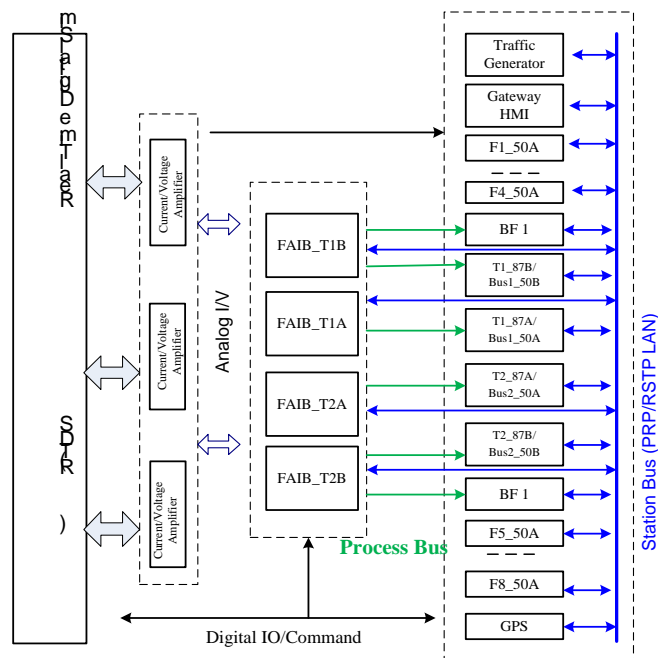 Traffic
Generator
Gateway
HMI
F1_50A
F4_50A
BF 1
T1_87B/
Bus1_50B
T1_87A/
Bus1_50A
T2_87A/
Bus2_50A
T2_87B/
Bus2_50B
BF 1
F5_50A
F8_50A
GPS
Current/Voltage
Amplifier
Current/Voltage
Amplifier
Current/Voltage
Amplifier
Analog I/V
FAIB_T1B
FAIB_T1A
FAIB_T2A
FAIB_T2B
Process Bus
Digital IO/Command
Station Bus (PRP/RSTP LAN)